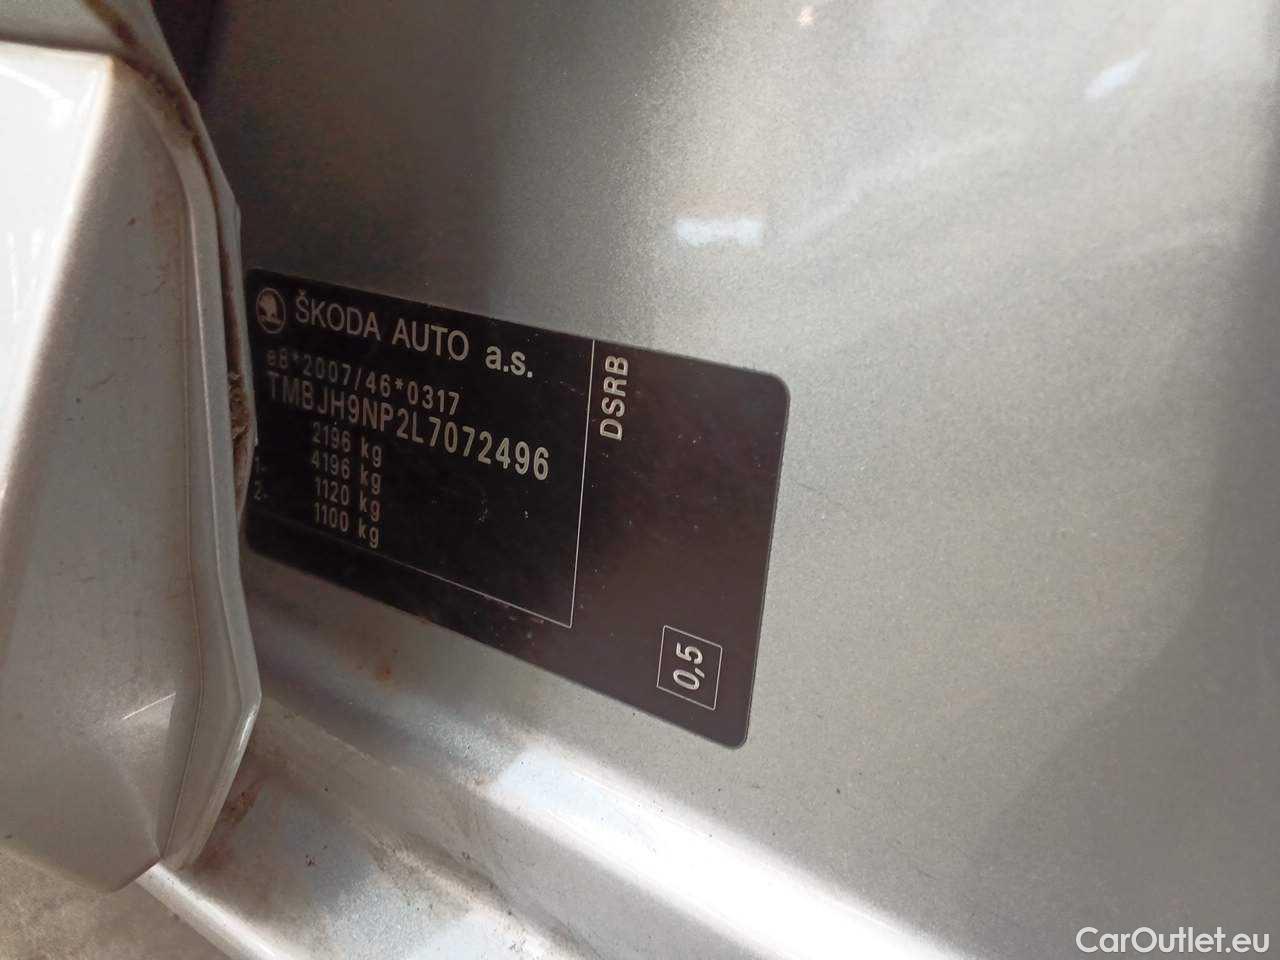 ŠKODA AUTO a.s.
e8*2007/46*0317
TMBJH9NP2L7072496
2196 kg
4196 kg
1- 1120 kg
2- 1100 kg
DSRB
0,5
CarOutlet.eu